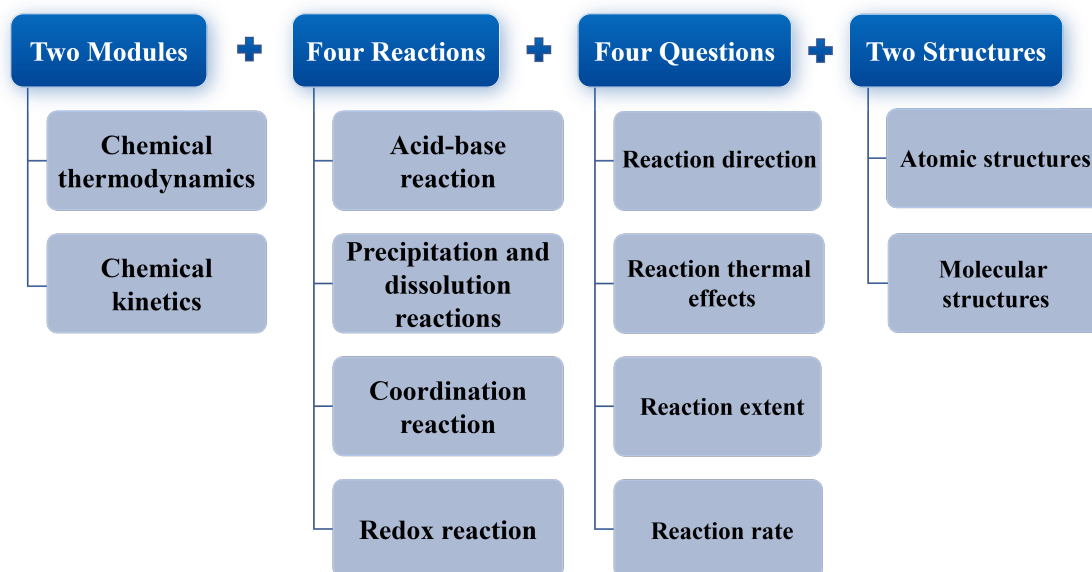 Two Modules
Four Reactions
Four Questions
Two Structures
Chemical
thermodynamics
Chemical
kinetics
Acid-base
reaction
Precipitation and
dissolution
reactions
Coordination
reaction
Redox reaction
Reaction direction
Reaction thermal
effects
Reaction extent
Reaction rate
Atomic structures
Molecular
structures